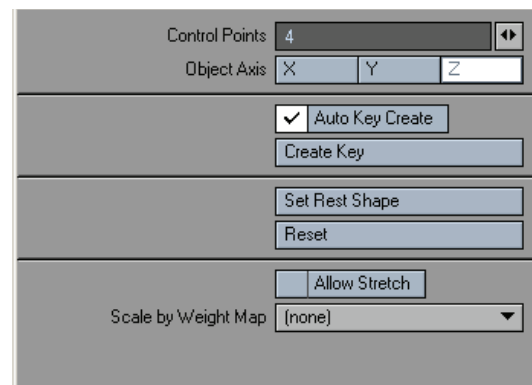 Control Points 4
Object Axis X Y Z
Auto Key Create
Create Key
Set Rest Shape
Reset
Allow Stretch
Scale by Weight Map (none)